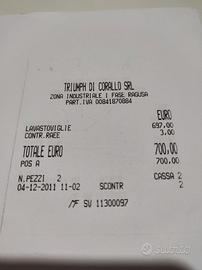 TRIUMPH DI CORALLO SRL
ZONA INDUSTRIALE I FASE RAGUSA
PART.IVA 00841870884
EURO
LAVASTOVIGLIE 697,00
CONTR.RAEE 3,00
TOTALE EURO 700,00
POS A 700,00
N.PEZZI 2 CASSA 2
04-12-2011 11-02 SCONTR 2
SW 11300097
subito